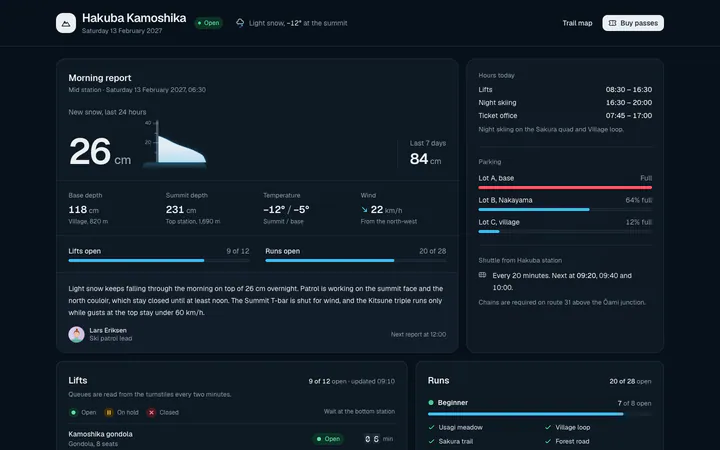 Hakuba Kamoshika
Open
Saturday 13 February 2027
Light snow, −12° at the summit
Trail map
Buy passes
Morning report
Mid station · Saturday 13 February 2027, 06:30
New snow, last 24 hours
26 cm
40
20
Last 7 days
84 cm
Base depth
118 cm
Village, 820 m
Summit depth
231 cm
Top station, 1,690 m
Temperature
−12° / −5°
Summit / base
Wind
↘ 22 km/h
From the north-west
Lifts open
9 of 12
Runs open
20 of 28
Light snow keeps falling through the morning on top of 26 cm overnight. Patrol is working on the summit face and the
north couloir, which stay closed until at least noon. The Summit T-bar is shut for wind, and the Kitsune triple runs only
while gusts at the top stay under 60 km/h.
Lars Eriksen
Ski patrol lead
Next report at 12:00
Hours today
Lifts
08:30 – 16:30
Night skiing
16:30 – 20:00
Ticket office
07:45 – 17:00
Night skiing on the Sakura quad and Village loop.
Parking
Lot A, base
Full
Lot B, Nakayama
64% full
Lot C, village
12% full
Shuttle from Hakuba station
Every 20 minutes. Next at 09:20, 09:40 and
10:00.
Chains are required on route 31 above the Ōami junction.
Lifts
9 of 12 open · updated 09:10
Queues are read from the turnstiles every two minutes.
Open
On hold
Closed
Wait at the bottom station
Kamoshika gondola
Gondola, 8 seats
Open
06 min
Runs
20 of 28 open
Beginner
7 of 8 open
Usagi meadow
Village loop
Sakura trail
Forest road